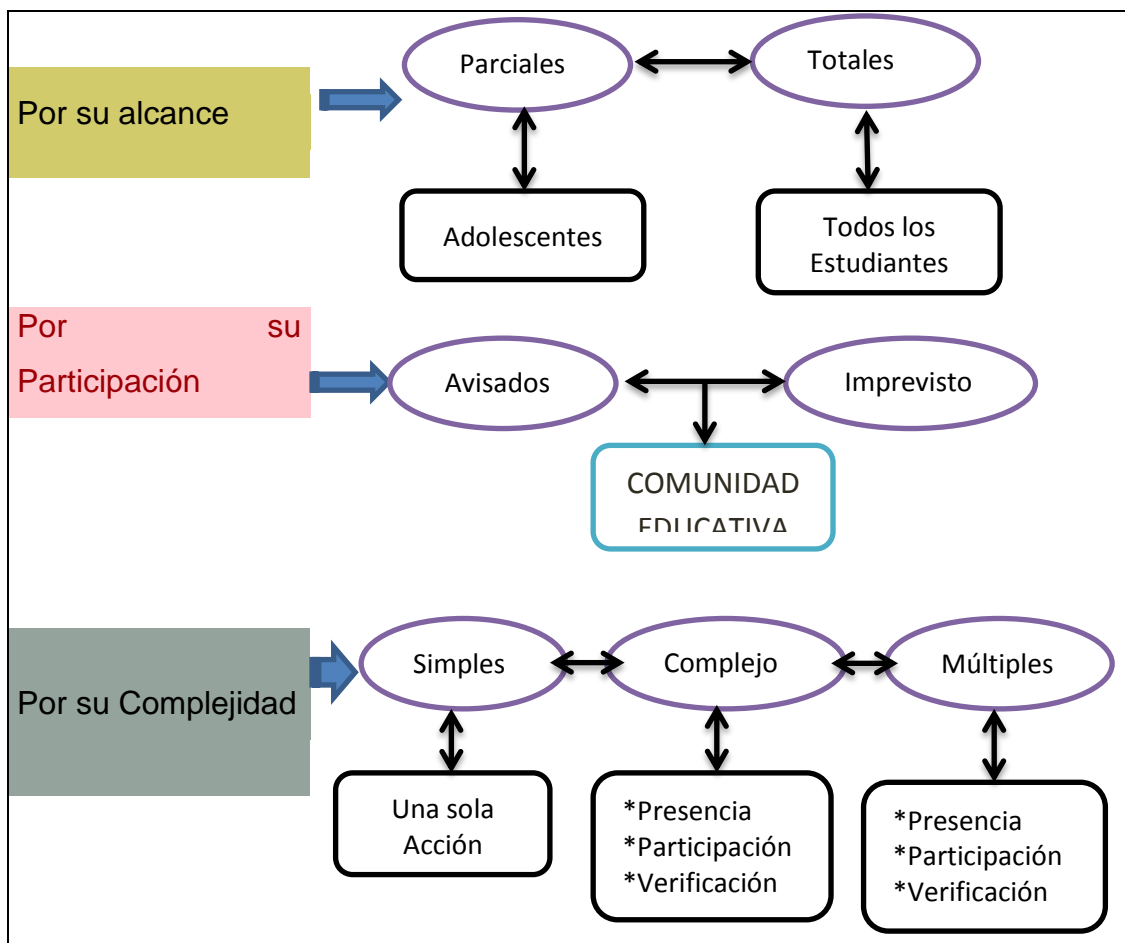 Por su alcance
Parciales
Totales
Adolescentes
Todos los
Estudiantes
Por su
Participación
Avisados
Imprevisto
COMUNIDAD
EDUCATIVA
Por su Complejidad
Simples
Complejo
Múltiples
Una sola
Acción
*Presencia
*Participación
*Verificación
*Presencia
*Participación
*Verificación